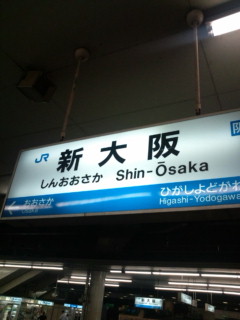 JR 新大阪
しんおおさか Shin-Ōsaka
おおさか ひがしよどがわ
Higashi-Yodogawa